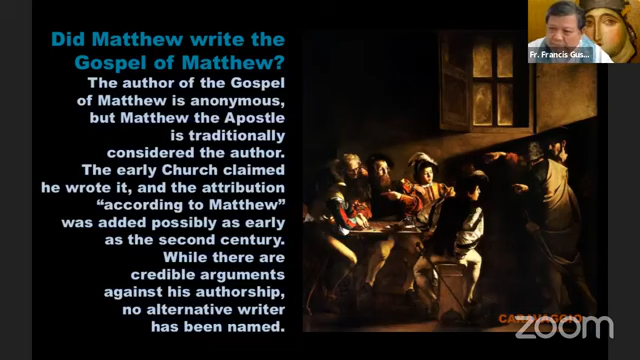 Did Matthew write the
Gospel of Matthew?
The author of the Gospel
of Matthew is anonymous,
but Matthew the Apostle
is traditionally
considered the author.
The early Church claimed
he wrote it, and the attribution
“according to Matthew”
was added possibly as early
as the second century.
While there are
credible arguments
against his authorship,
no alternative writer
has been named.
Fr. Francis Gus...
CARAVAGGIO
zoom